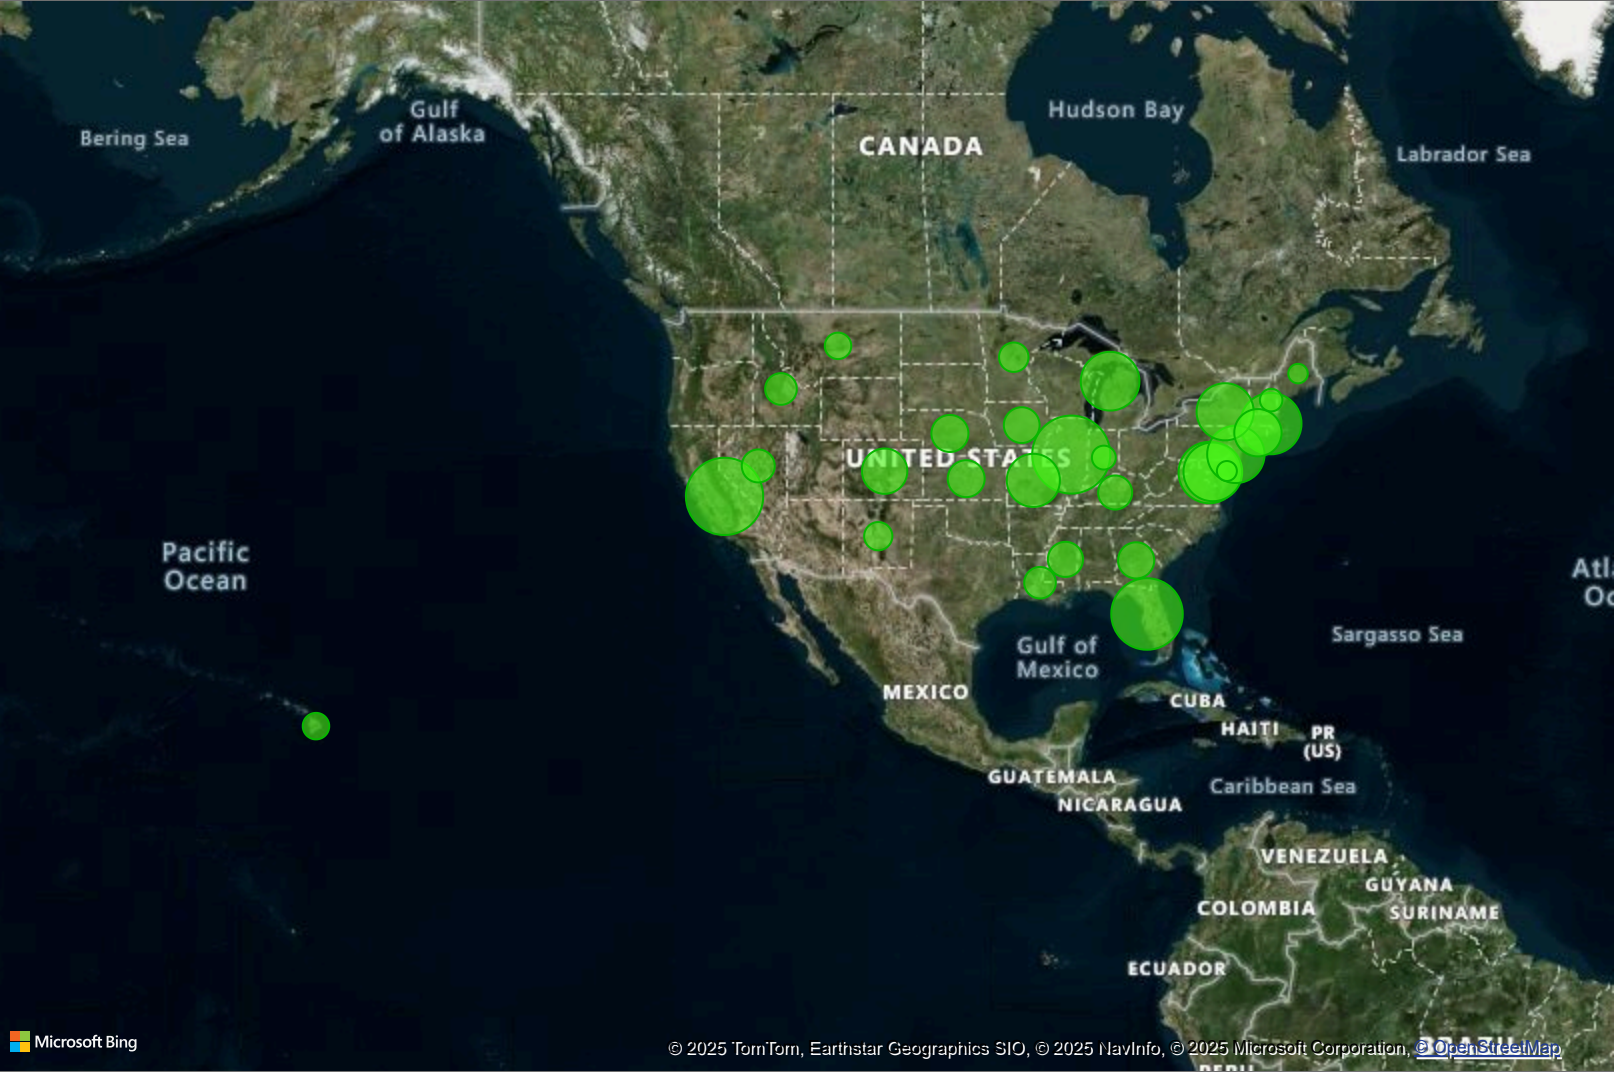 Gulf
of Alaska
Bering Sea
Hudson Bay
CANADA
Labrador Sea
UNITED STATES
Pacific
Ocean
Sargasso Sea
Gulf of
Mexico
MEXICO
CUBA
HAITI
PR
(US)
GUATEMALA
Caribbean Sea
NICARAGUA
VENEZUELA
GUYANA
COLOMBIA
SURINAME
ECUADOR
Microsoft Bing
© 2025 TomTom, Earthstar Geographics SIO, © 2025 NavInfo, © 2025 Microsoft Corporation, © OpenStreetMap